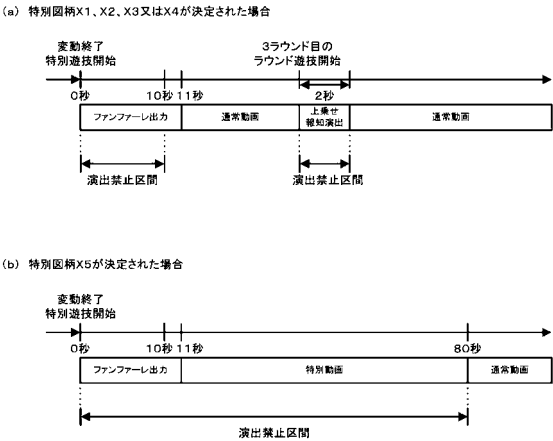 (a) 特別図柄X1、X2、X3又はX4が決定された場合
変動終了
特別遊技開始
3ラウンド目の
ラウンド遊技開始
0秒
10秒
11秒
2秒
ファンファーレ出力
通常動画
上乗せ
報知演出
通常動画
演出禁止区間
演出禁止区間
(b) 特別図柄X5が決定された場合
変動終了
特別遊技開始
0秒
10秒
11秒
80秒
ファンファーレ出力
特別動画
通常動画
演出禁止区間